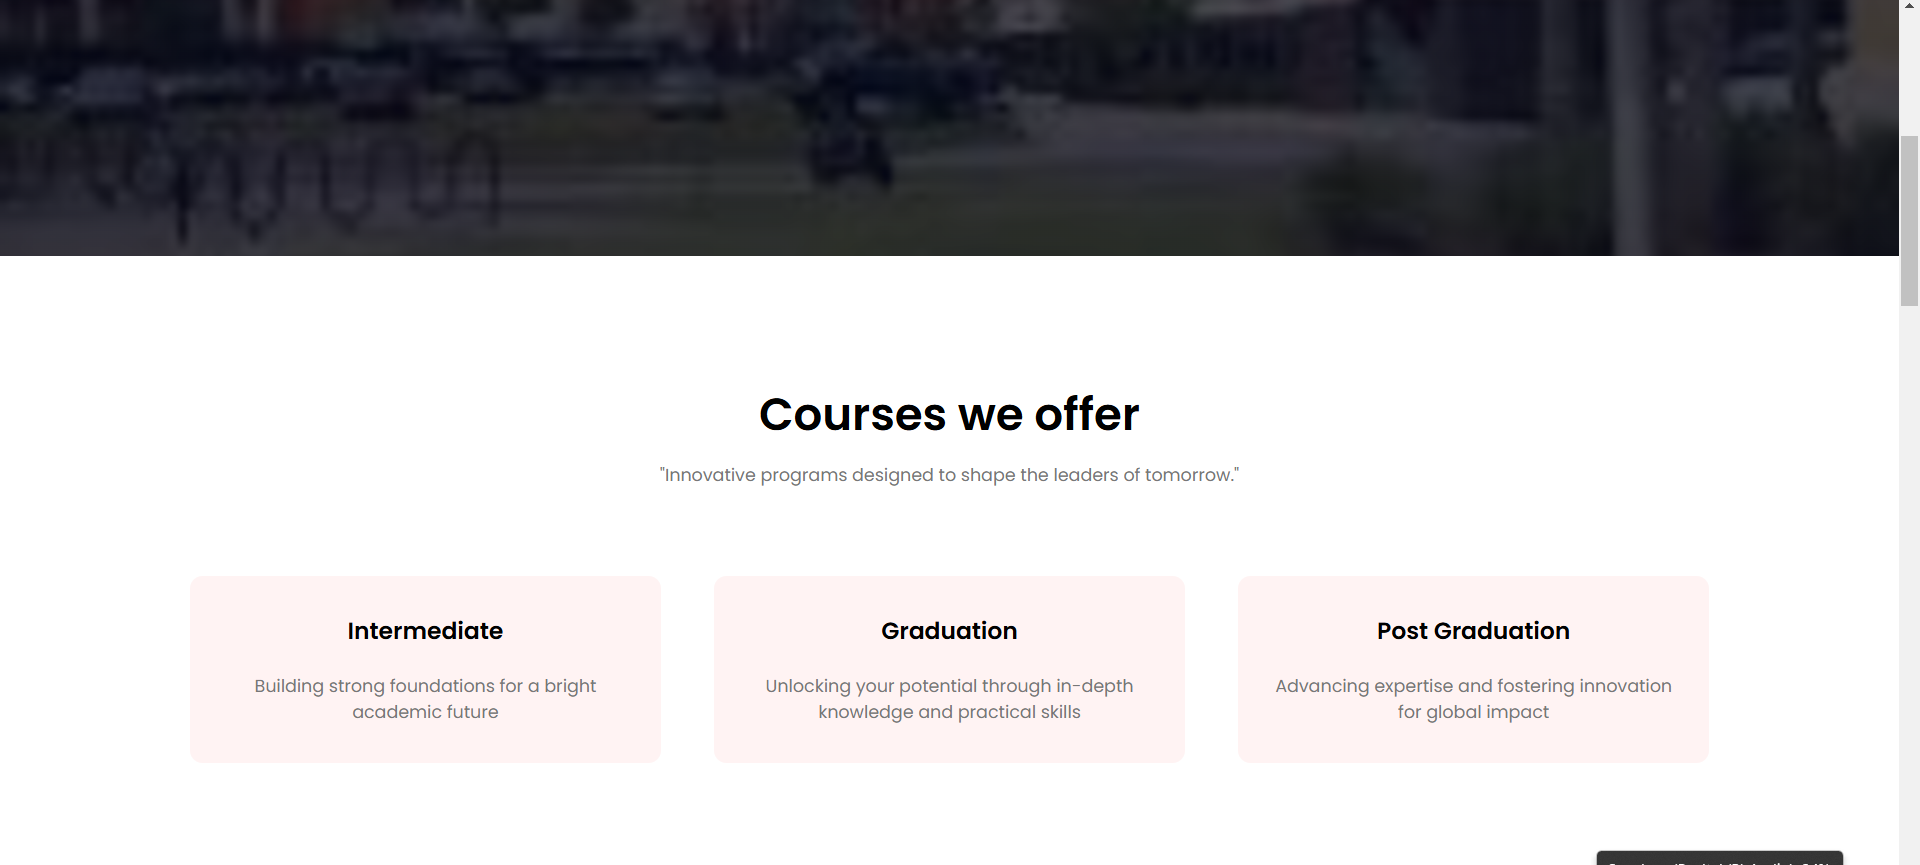 Courses we offer
"Innovative programs designed to shape the leaders of tomorrow."
Intermediate
Building strong foundations for a bright
academic future
Graduation
Unlocking your potential through in-depth
knowledge and practical skills
Post Graduation
Advancing expertise and fostering innovation
for global impact